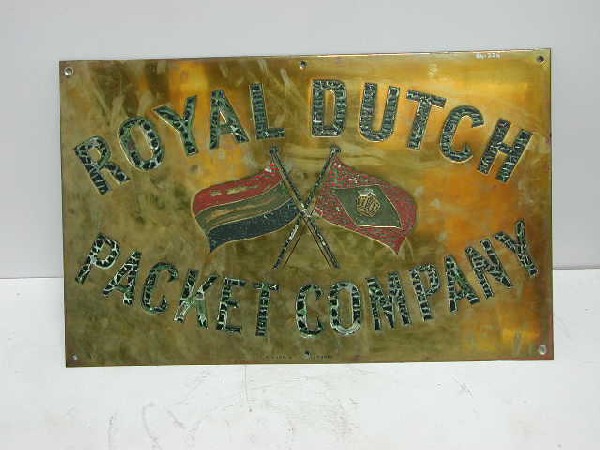 ROYAL DUTCH
PACKET COMPANY